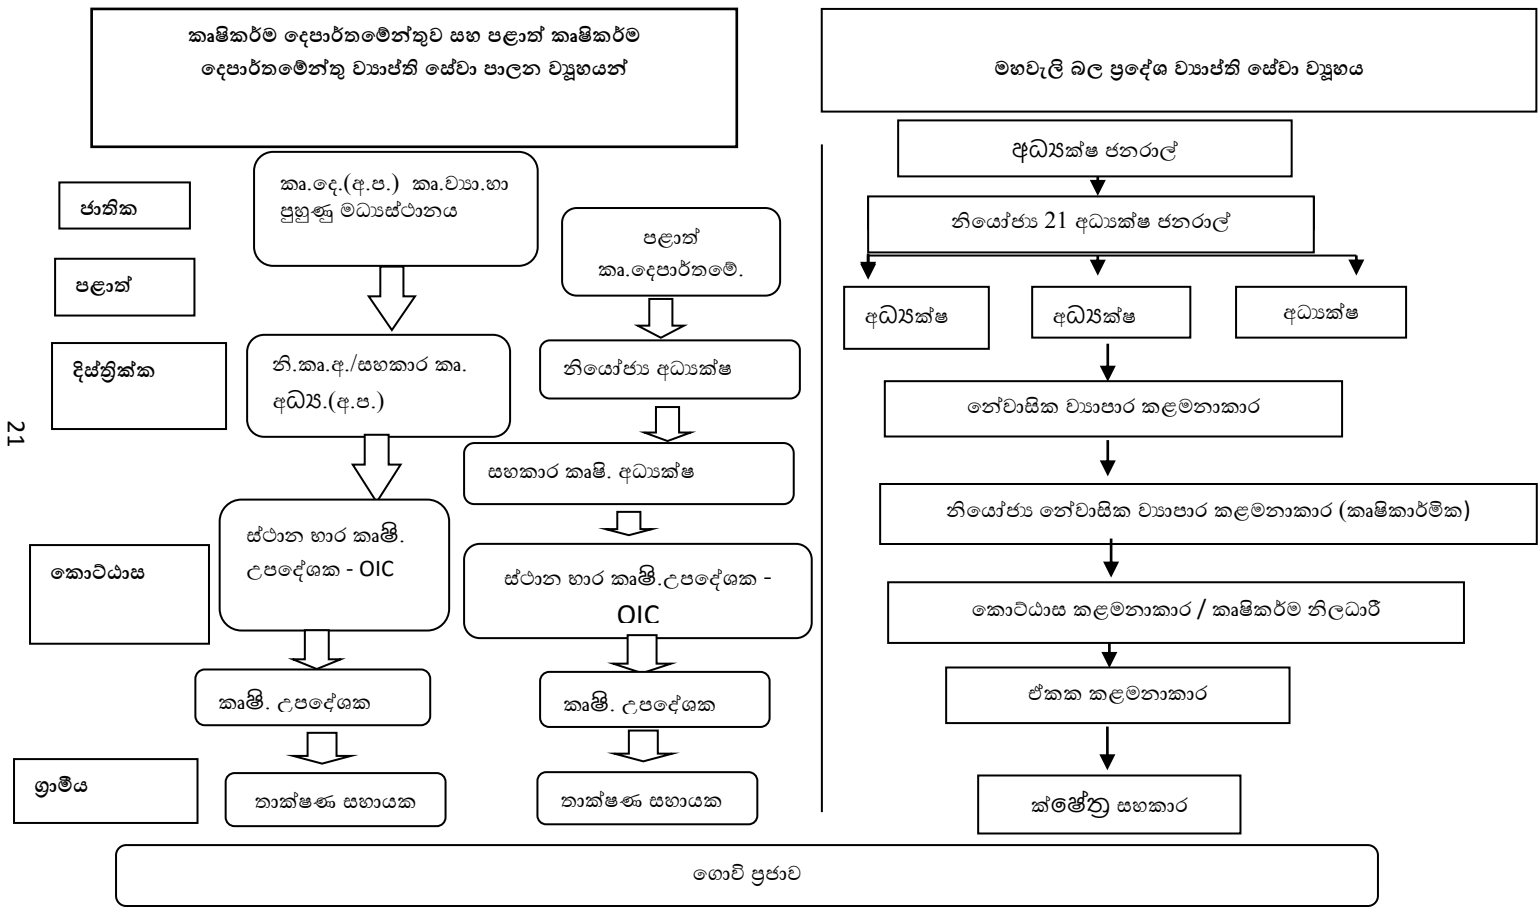 කෘෂිකර්ම දෙපාර්තමේන්තුව සහ පළාත් කෘෂිකර්ම
දෙපාර්තමේන්තු ව්‍යාප්ති සේවා පාලන ව්‍යූහයන්
ජාතික
පළාත්
දිස්ත්‍රික්ක
කොට්ඨාස
ග්‍රාමීය
කෘ.දෙ.(අ.ප.) කෘ.ව්‍යා.හා
පුහුණු මධ්‍යස්ථානය
නි.කෘ.අ./සහකාර කෘ.
අධ්‍ය.(අ.ප.)
ස්ථාන භාර කෘෂි.
උපදේශක - OIC
කෘෂි. උපදේශක
තාක්ෂණ සහායක
පළාත්
කෘ.දෙපාර්තමේ.
නියෝජ්‍ය අධ්‍යක්ෂ
සහකාර කෘෂි. අධ්‍යක්ෂ
ස්ථාන භාර කෘෂි.උපදේශක -
OIC
කෘෂි. උපදේශක
තාක්ෂණ සහායක
මහවැලි බල ප්‍රදේශ ව්‍යාප්ති සේවා ව්‍යූහය
අධ්‍යක්ෂ ජනරාල්
නියෝජ්‍ය 21 අධ්‍යක්ෂ ජනරාල්
අධ්‍යක්ෂ
අධ්‍යක්ෂ
අධ්‍යක්ෂ
නේවාසික ව්‍යාපාර කළමනාකාර
නියෝජ්‍ය නේවාසික ව්‍යාපාර කළමනාකාර (කෘෂිකාර්මික)
කොට්ඨාස කළමනාකාර / කෘෂිකර්ම නිලධාරී
ඒකක කළමනාකාර
ක්ෂේත්‍ර සහකාර
ගොවි ප්‍රජාව
21